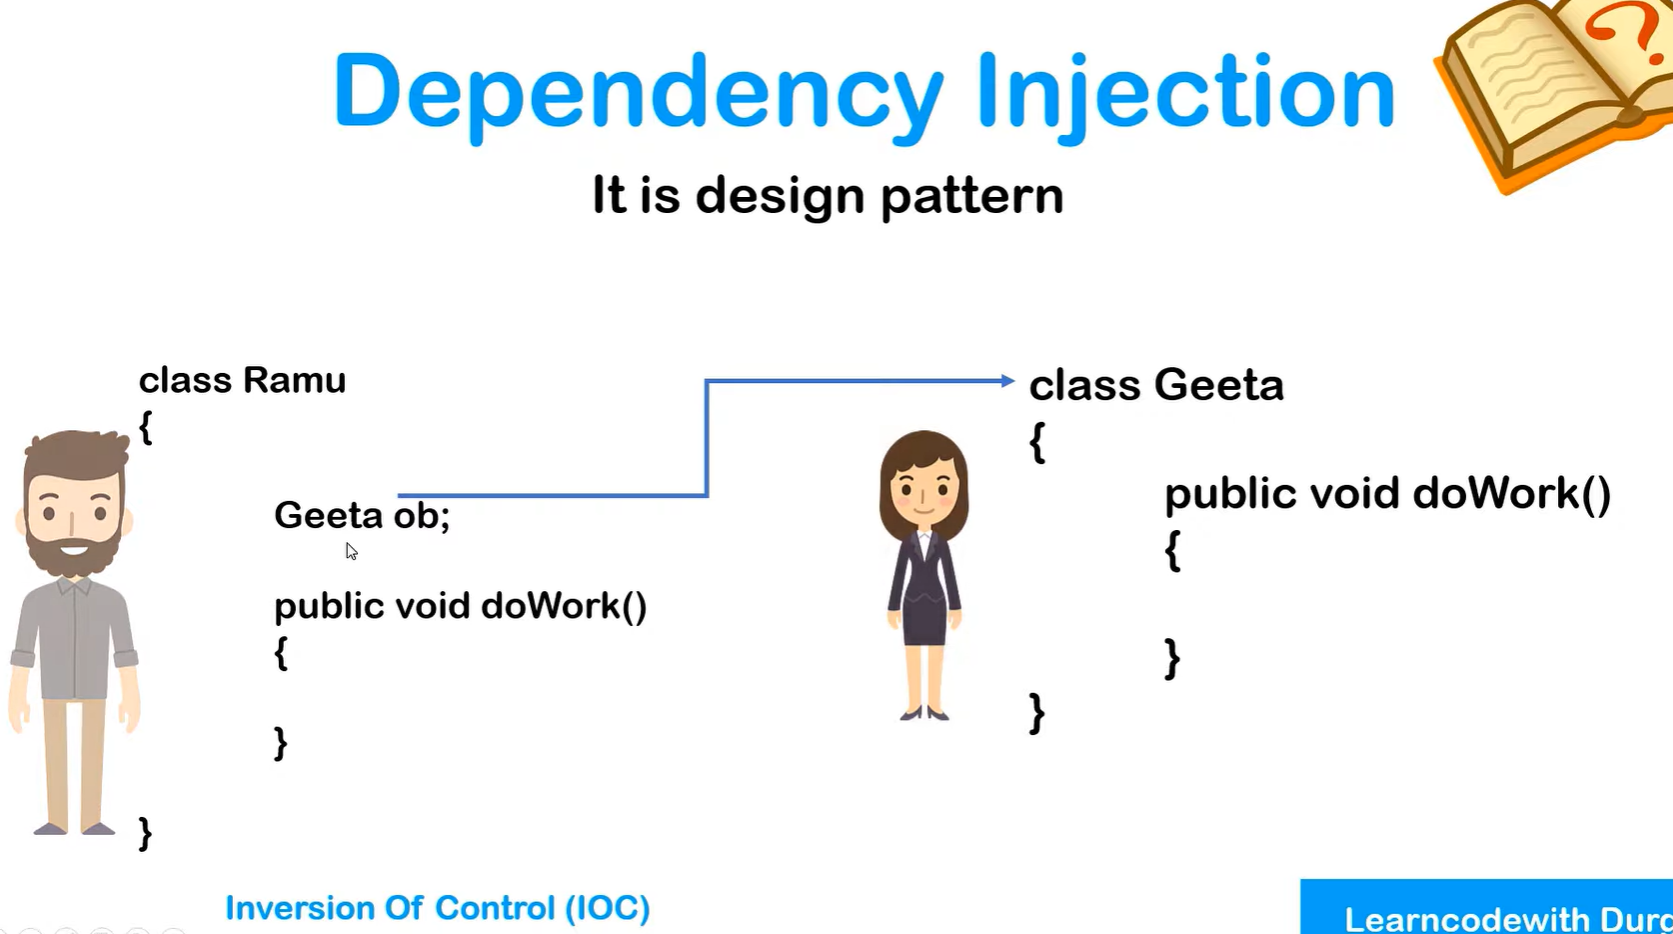 Dependency Injection
It is design pattern
class Ramu
{
Geeta ob;
public void doWork()
{
}
}
class Geeta
{
public void doWork()
{
}
}
Inversion Of Control (IOC)
Learncodewith
?